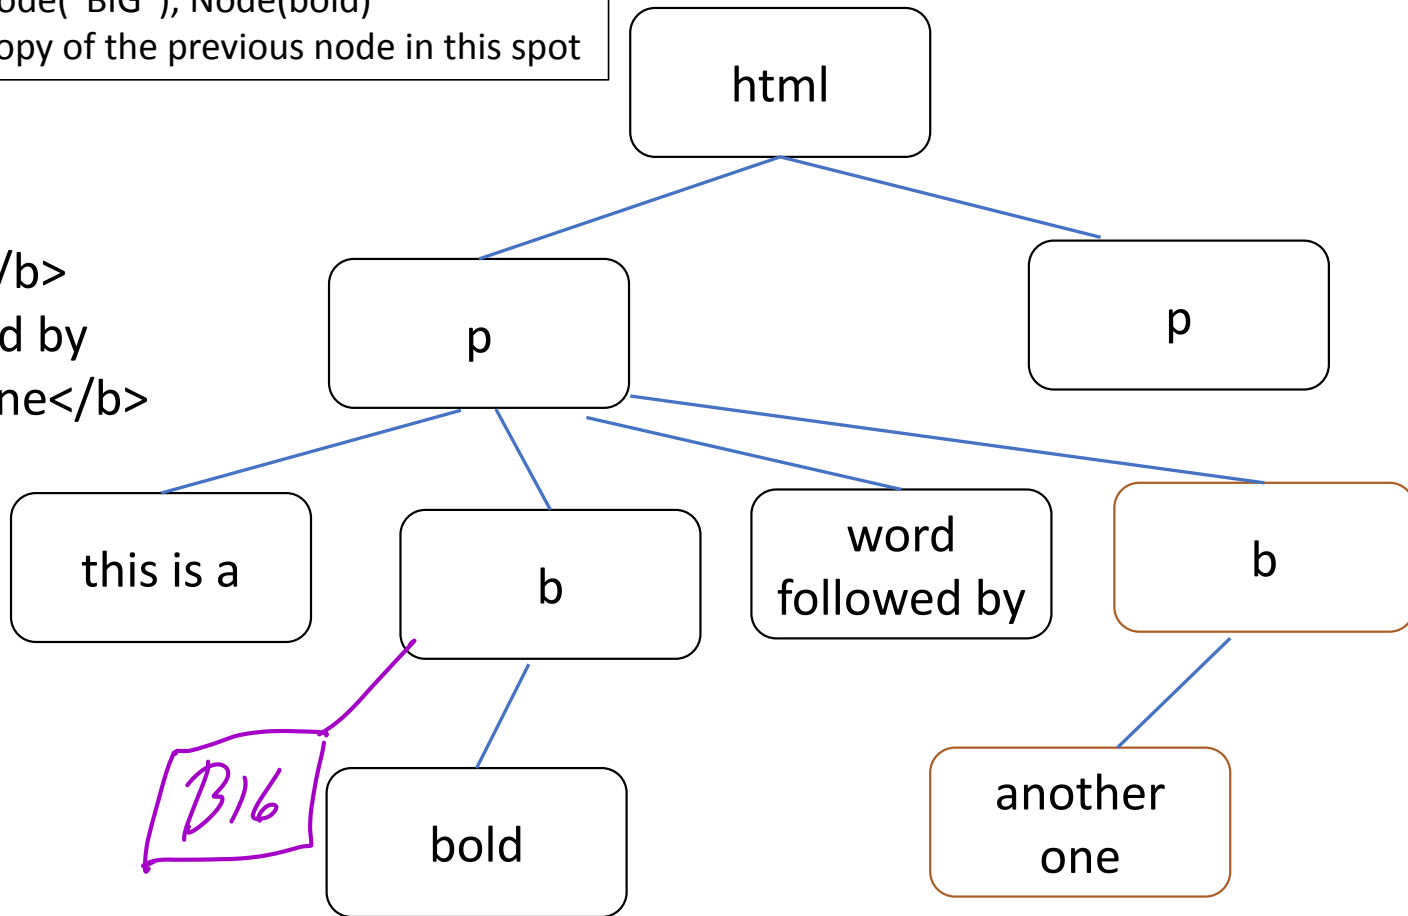 ode("BIG"), Node(bold)
opy of the previous node in this spot
html
/b>
d by
ne</b>
p
p
this is a
b
word
followed by
b
BIG
bold
another
one